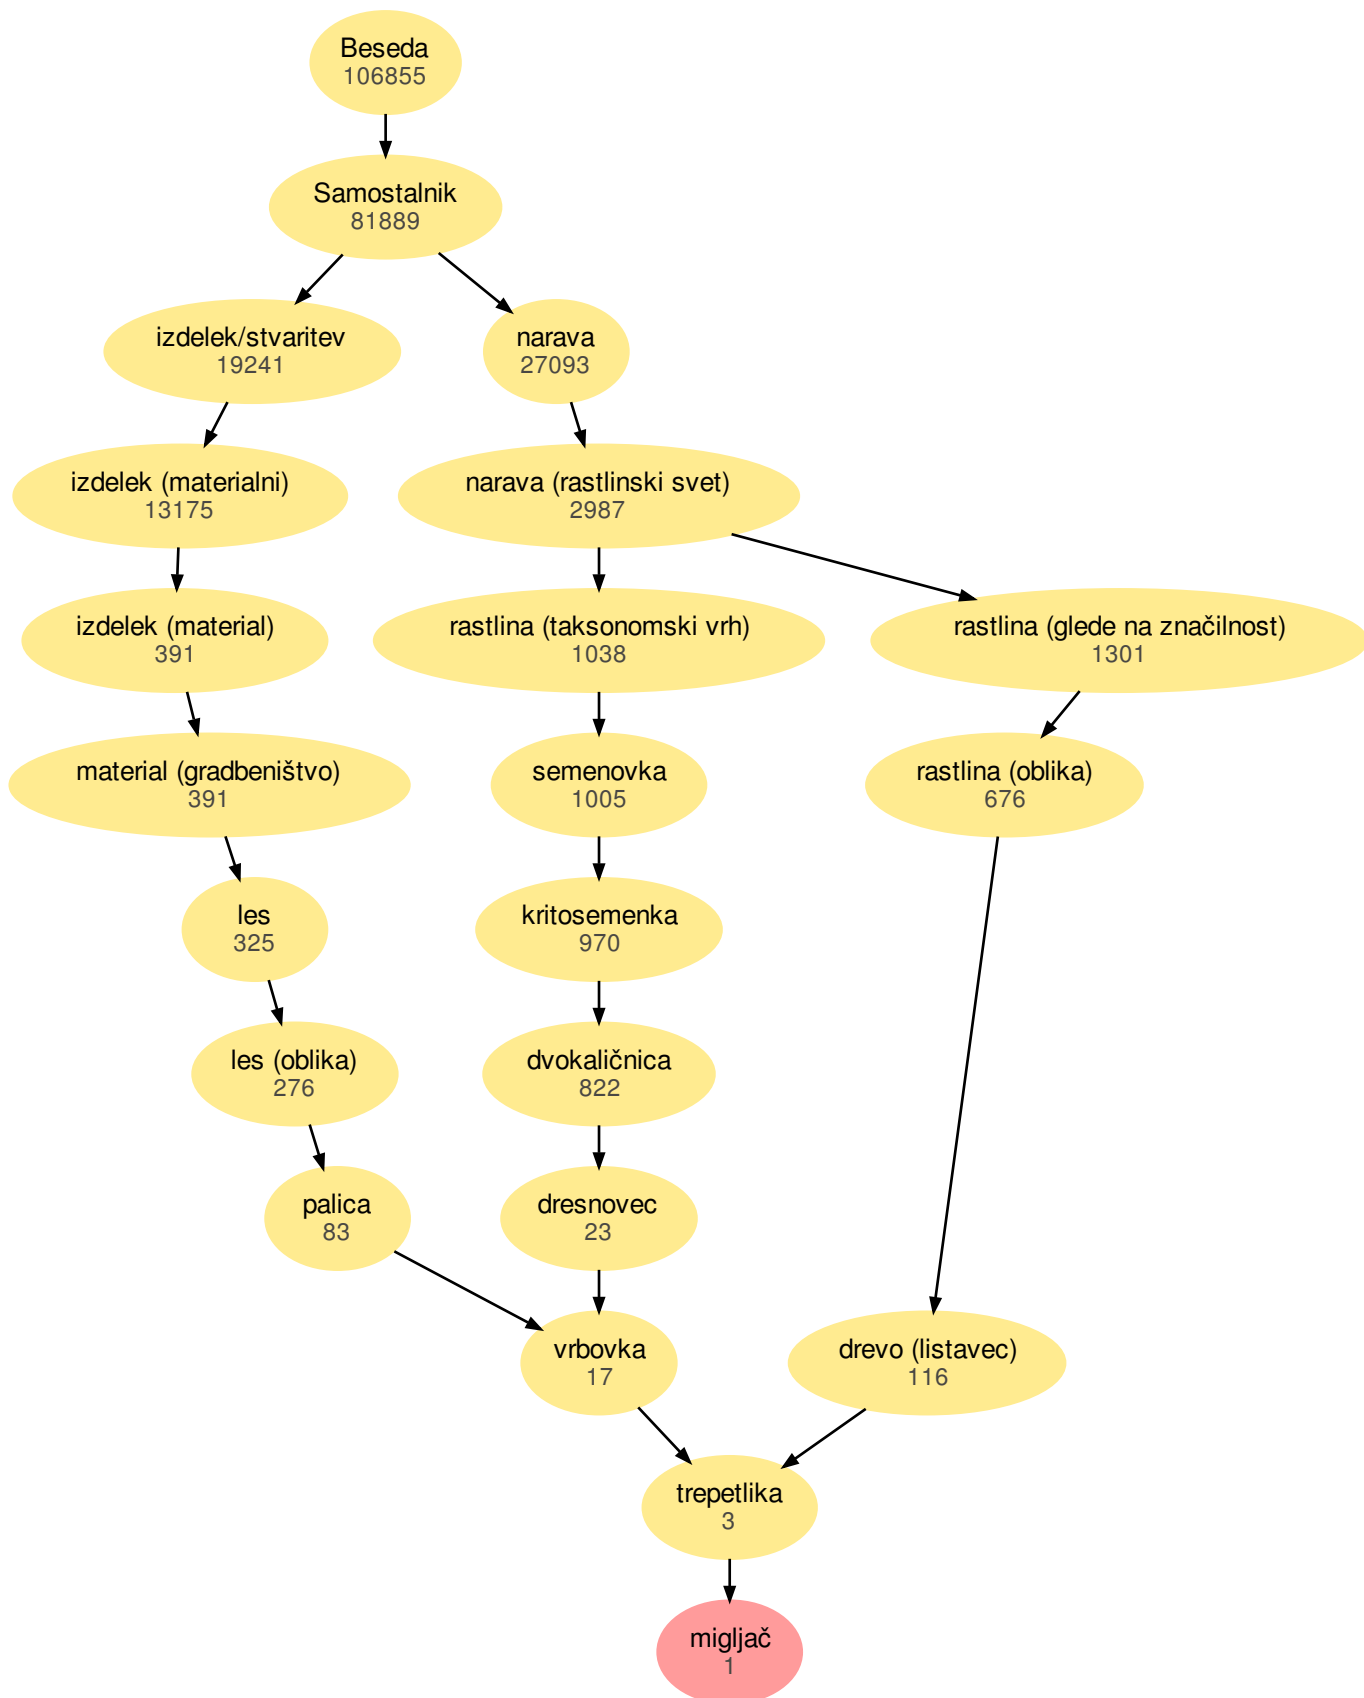 Beseda
106855
Samostalnik
81889
izdelek/stvaritev
19241
narava
27093
izdelek (materialni)
13175
narava (rastlinski svet)
2987
izdelek (material)
391
rastlina (taksonomski vrh)
1038
rastlina (glede na značilnost)
1301
material (gradbeništvo)
391
semenovka
1005
rastlina (oblika)
676
les
325
kritosemenka
970
les (oblika)
276
dvokaličnica
822
palica
83
dresnovec
23
vrbovka
17
drevo (listavec)
116
trepetlika
3
migljač
1